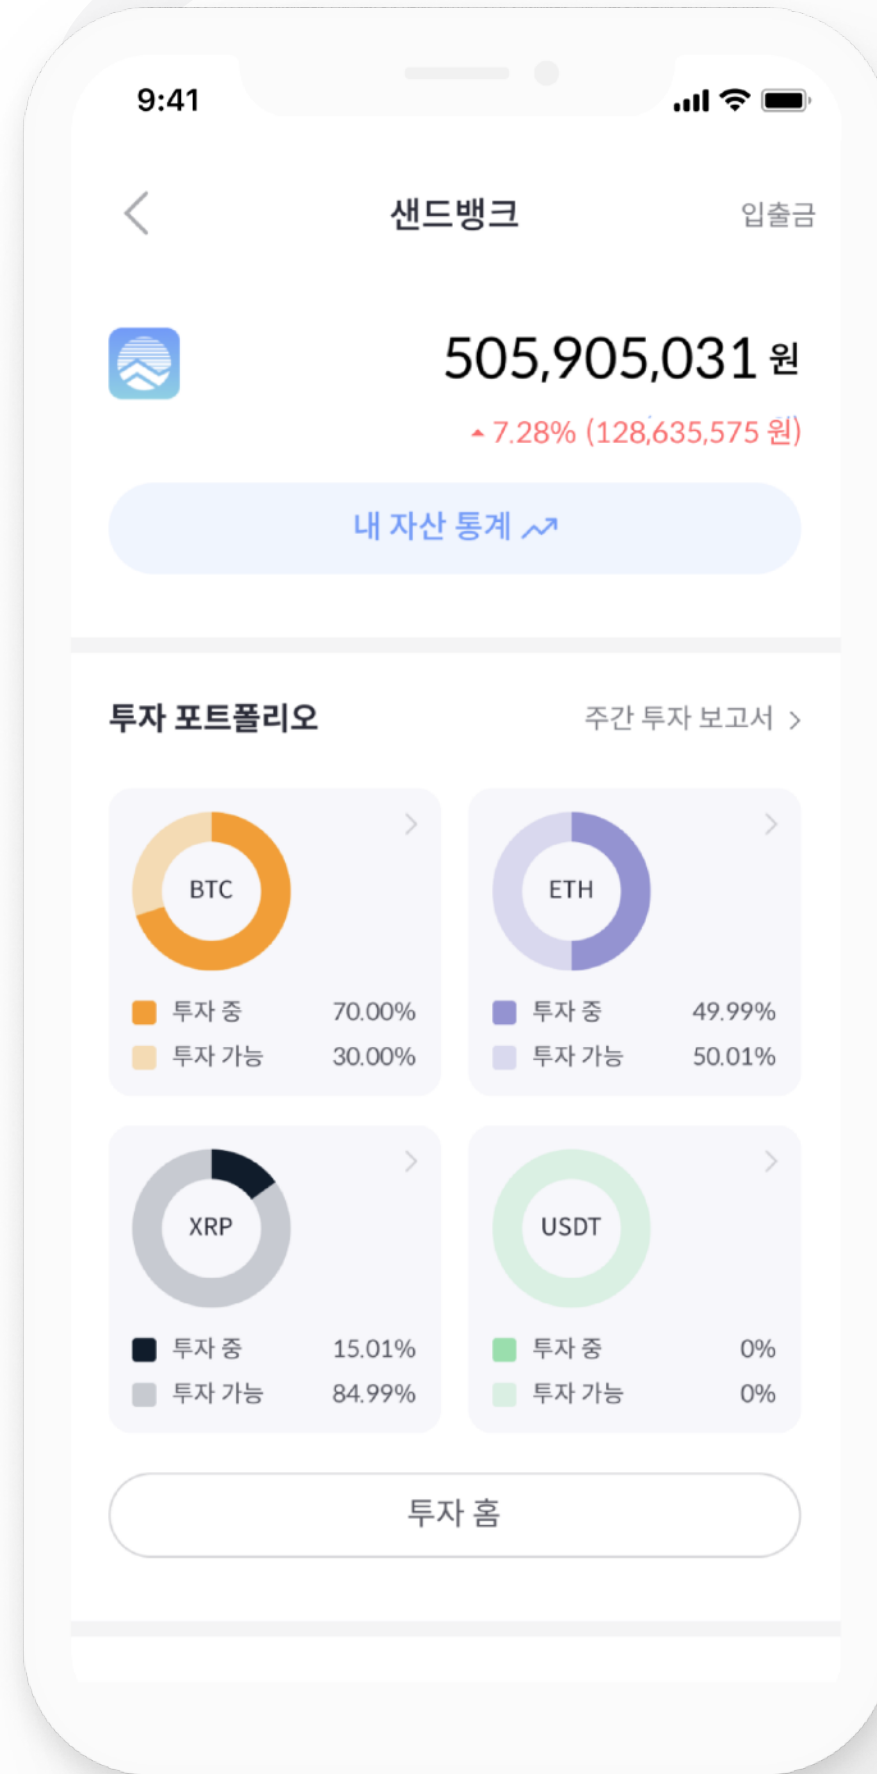 9:41
샌드뱅크 입출금
505,905,031 원
7.28% (128,635,575 원)
내 자산 통계
투자 포트폴리오 주간 투자 보고서 >
BTC
투자 중 70.00%
투자 가능 30.00%
ETH
투자 중 49.99%
투자 가능 50.01%
XRP
투자 중 15.01%
투자 가능 84.99%
USDT
투자 중 0%
투자 가능 0%
투자 홈